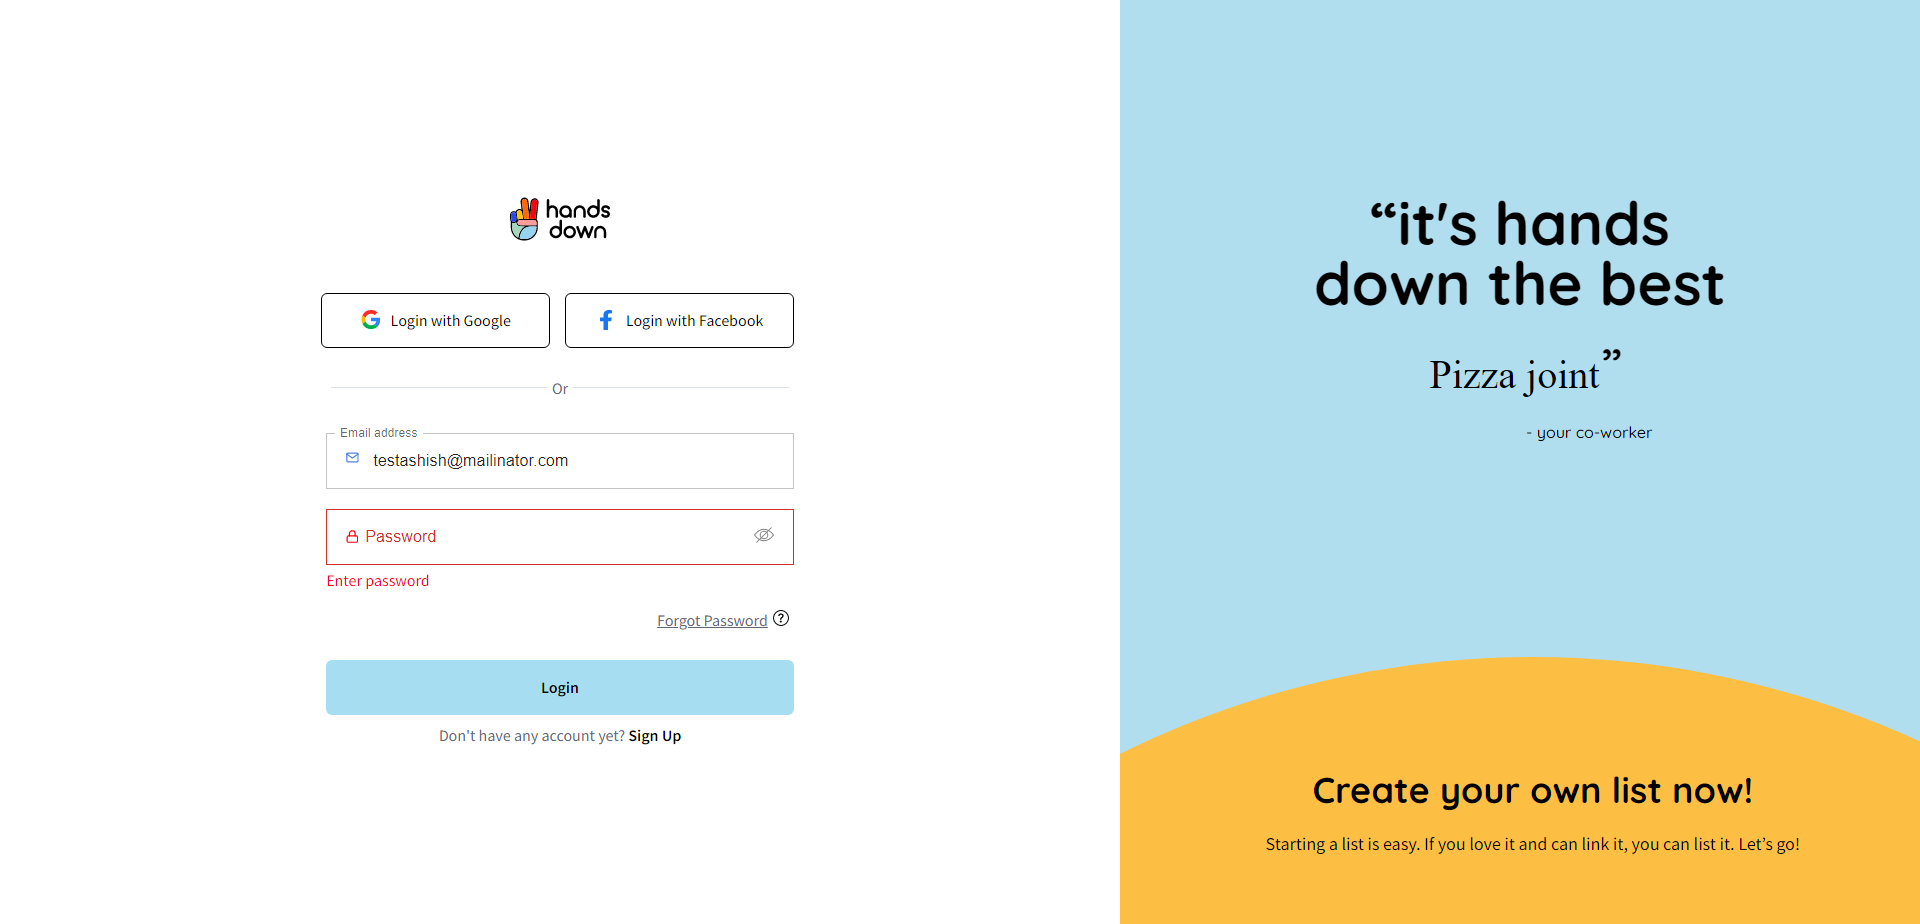 hands
down
Login with Google
Login with Facebook
Or
Email address
testashish@mailinator.com
Password
Enter password
Forgot Password
Login
Don't have any account yet? Sign Up
“it's hands
down the best
Pizza joint”
- your co-worker
Create your own list now!
Starting a list is easy. If you love it and can link it, you can list it. Let’s go!